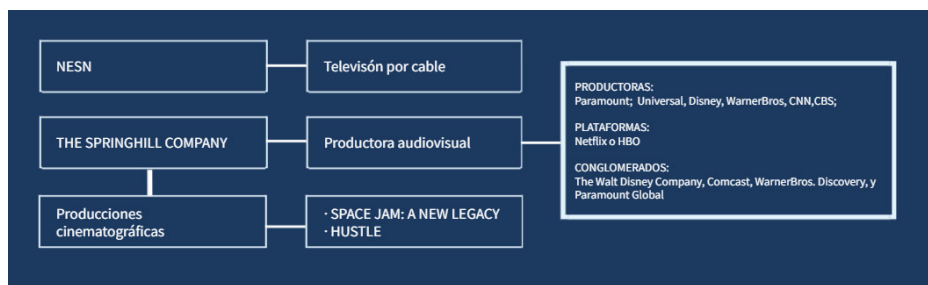 NESN
Televisón por cable
THE SPRINGHILL COMPANY
Productora audiovisual
Producciones
cinematográficas
· SPACE JAM: A NEW LEGACY
· HUSTLE
PRODUCTORAS:
Paramount; Universal, Disney, WarnerBros, CNN,CBS;
PLATAFORMAS:
Netflix o HBO
CONGLOMERADOS:
The Walt Disney Company, Comcast, WarnerBros. Discovery, y
Paramount Global